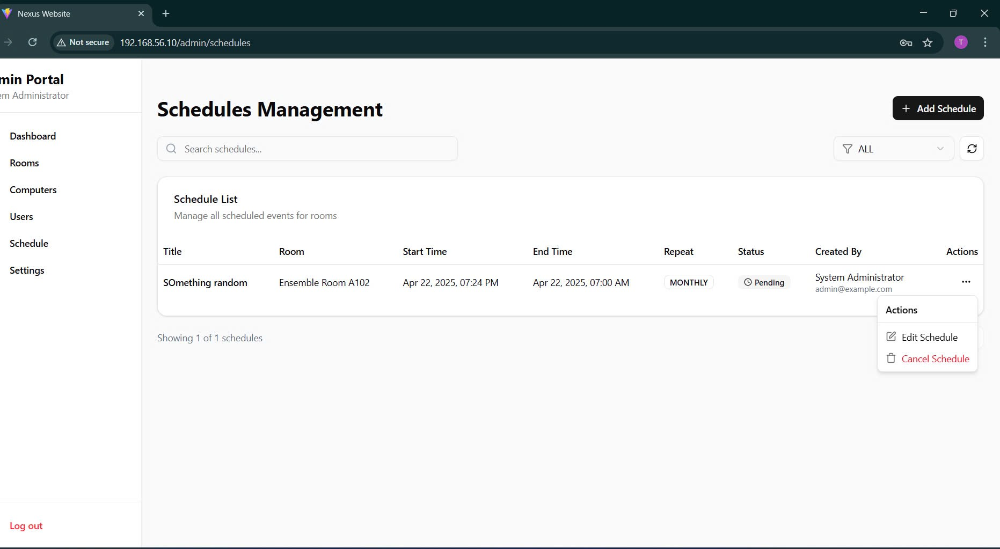 Nexus Website
Not secure 192.168.56.10/admin/schedules T
min Portal
em Administrator
Dashboard
Rooms
Computers
Users
Schedule
Settings
Log out
Schedules Management
+ Add Schedule
Search schedules...
ALL
Schedule List
Manage all scheduled events for rooms
Title Room Start Time End Time Repeat Status Created By Actions
SOmething random Ensemble Room A102 Apr 22, 2025, 07:24 PM Apr 22, 2025, 07:00 AM MONTHLY Pending System Administrator
admin@example.com
Actions
Edit Schedule
Cancel Schedule
Showing 1 of 1 schedules